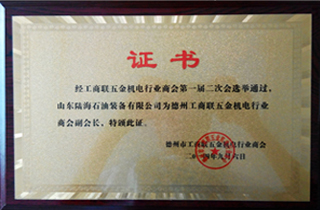 证书
经工商联五金机电行业商会第一届二次会选举通过，
山东陆海石油装备有限公司为德州工商联五金机电行业
商会副会长，特颁此证。
德州市工商联五金机电行业商会
二〇一四年九月六日